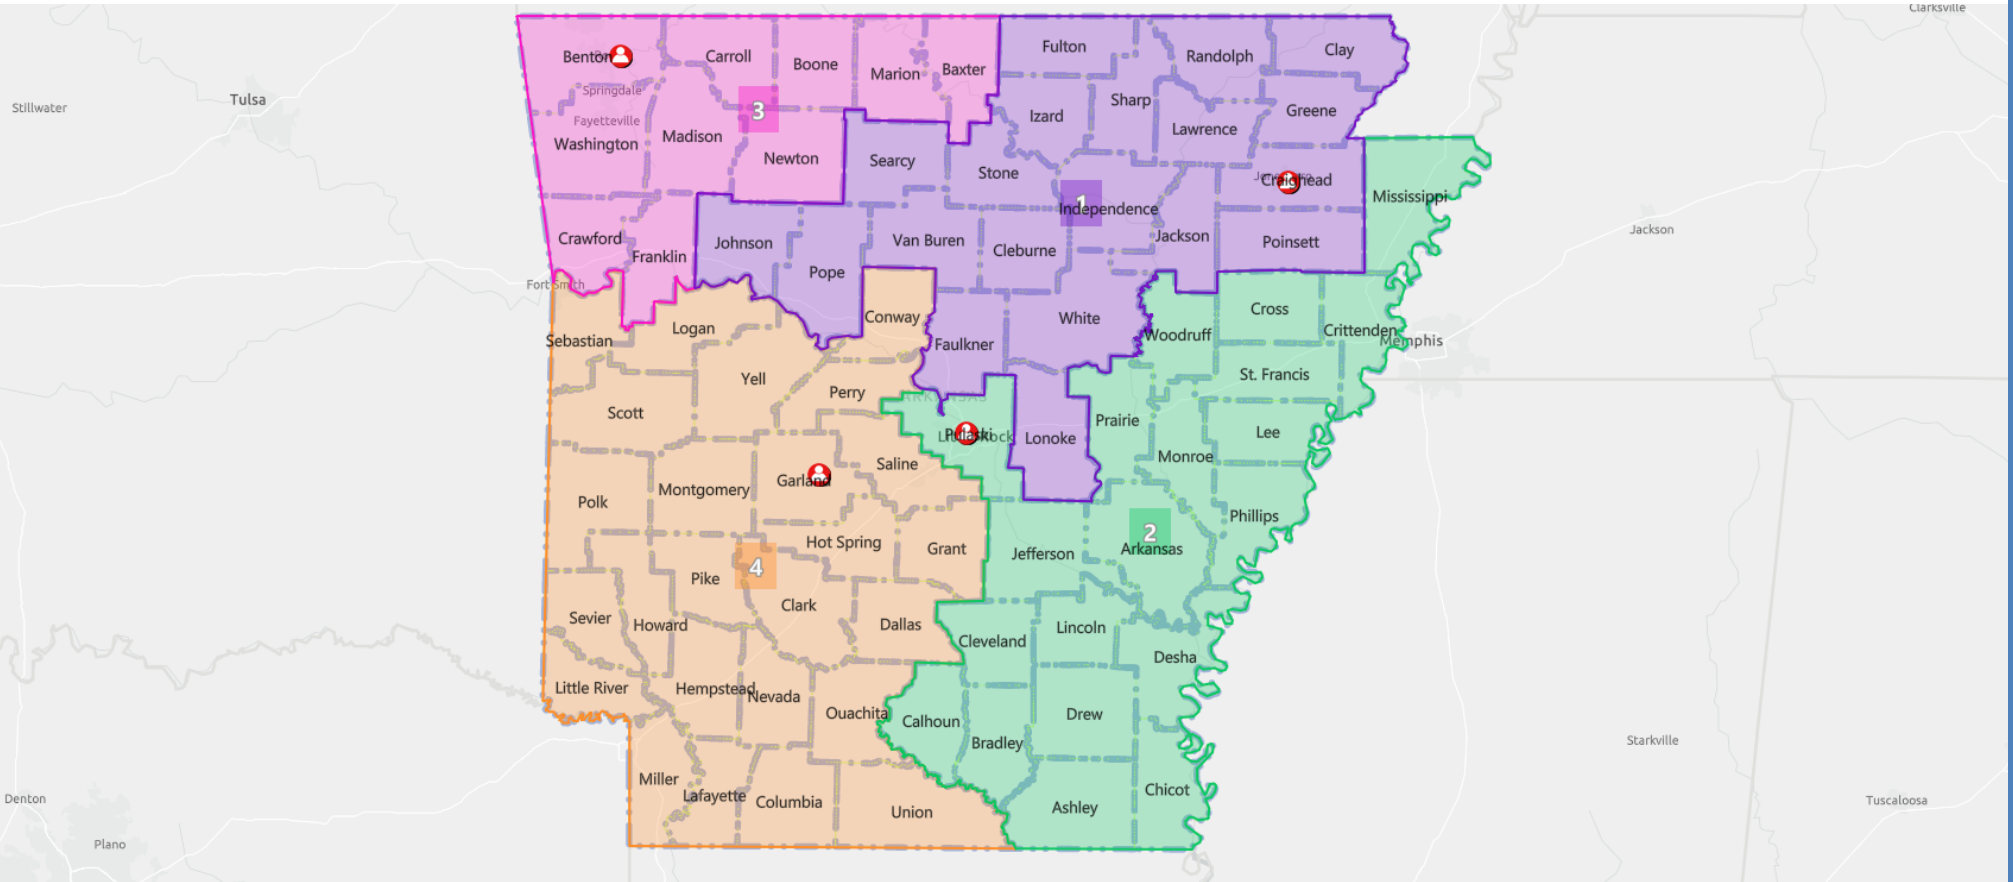 Clarksville
Fulton
Randolph
Clay
Benton
Carroll
Boone
Marion
Baxter
Stillwater
Tulsa
Springdale
3
Sharp
Greene
Izard
Fayetteville
Madison
Lawrence
Washington
Newton
Searcy
Stone
Craighead
Mississippi
1
Independence
Jackson
Crawford
Johnson
Van Buren
Cleburne
Jackson
Poinsett
Franklin
Pope
Fort Smith
Conway
White
Cross
Logan
Sebastian
Faulkner
Woodruff
Crittenden
Memphis
Yell
St. Francis
Perry
ARKANSAS
Scott
Prairie
Pulaski
Little Rock
Lonoke
Lee
Saline
Monroe
Garland
Montgomery
Polk
Phillips
2
Hot Spring
Grant
Jefferson
Arkansas
4
Pike
Clark
Sevier
Howard
Dallas
Cleveland
Lincoln
Desha
Little River
Hempstead
Nevada
Ouachita
Calhoun
Drew
Bradley
Starkville
Miller
Lafayette
Columbia
Union
Ashley
Chicot
Denton
Tuscaloosa
Plano